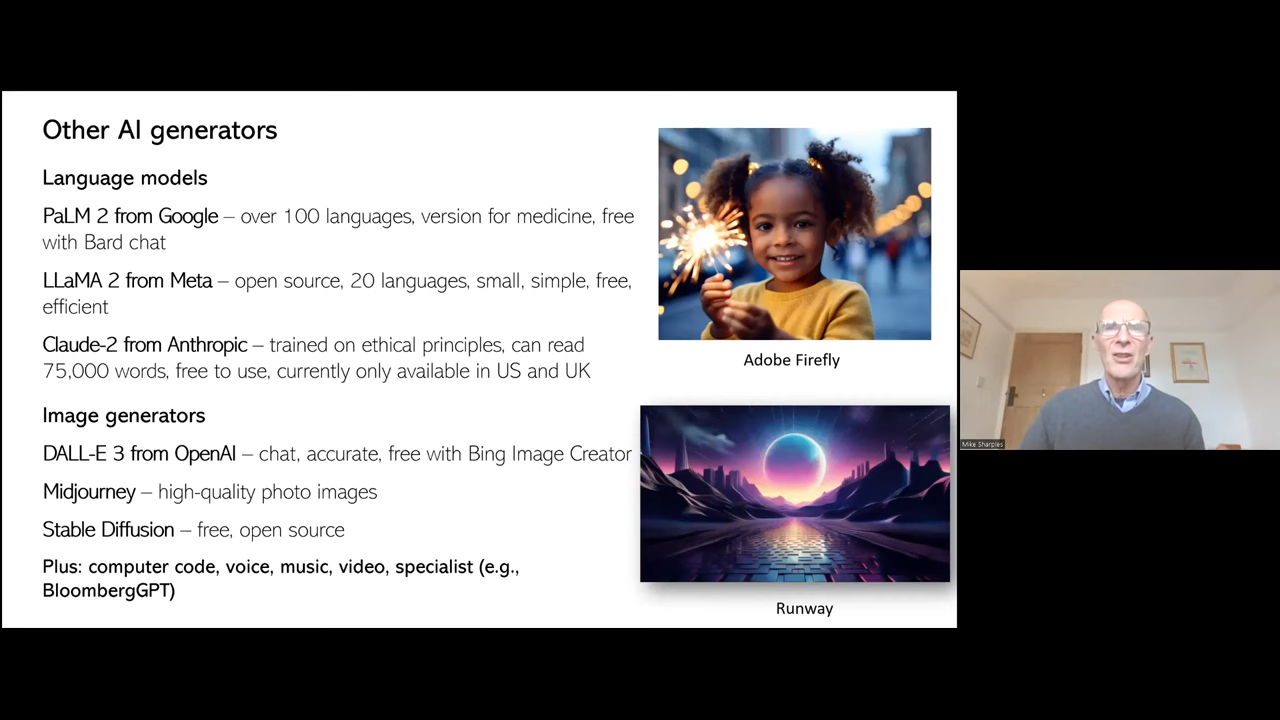 Other AI generators
Language models
PaLM 2 from Google – over 100 languages, version for medicine, free
with Bard chat
LLaMA 2 from Meta – open source, 20 languages, small, simple, free,
efficient
Claude-2 from Anthropic – trained on ethical principles, can read
75,000 words, free to use, currently only available in US and UK
Image generators
DALL-E 3 from OpenAI – chat, accurate, free with Bing Image Creator
Midjourney – high-quality photo images
Stable Diffusion – free, open source
Plus: computer code, voice, music, video, specialist (e.g.,
BloombergGPT)
Adobe Firefly
Runway
Mike Sharples